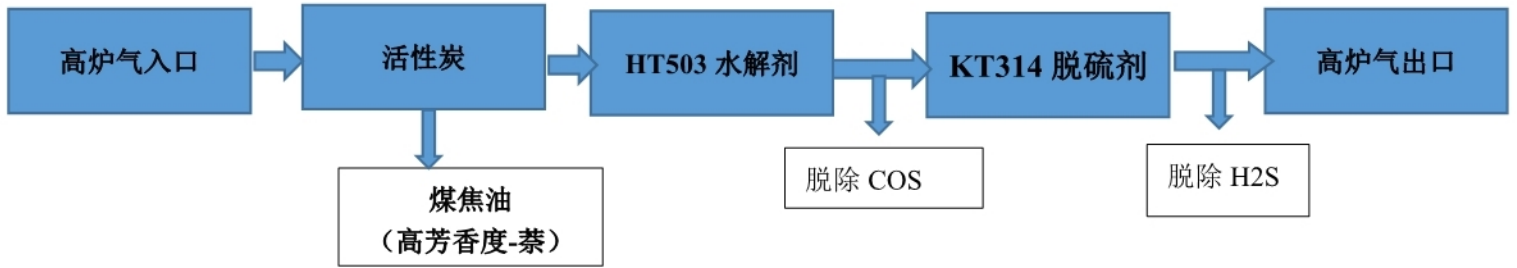 高炉气入口
活性炭
HT503 水解剂
KT314 脱硫剂
高炉气出口
煤焦油
（高芳香度-萘）
脱除 COS
脱除 H2S